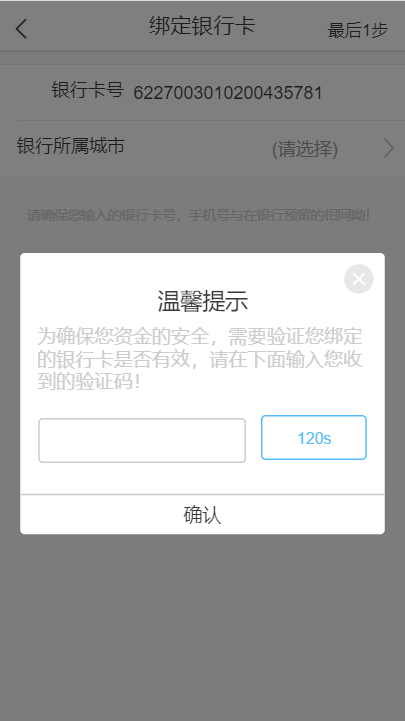 绑定银行卡 最后1步
银行卡号 6227003010200435781
银行所属城市 (请选择)
请确保您输入的银行卡号，手机号与在银行预留的相同呦！
温馨提示
为确保您资金的安全，需要验证您绑定
的银行卡是否有效，请在下面输入您收
到的验证码！
120s
确认